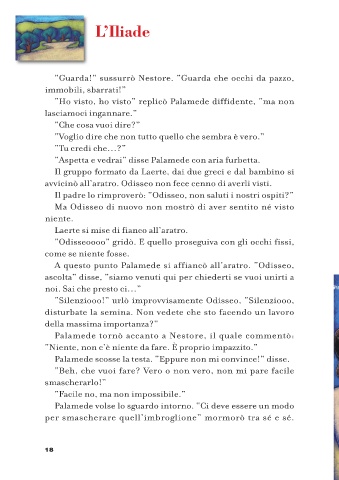 L'Iliade
"Guarda!" sussurrò Nestore. "Guarda che occhi da pazzo,
immobili, sbarrati!"
"Ho visto, ho visto" replicò Palamede diffidente, "ma non
lasciamoci ingannare."
"Che cosa vuoi dire?"
"Voglio dire che non tutto quello che sembra è vero."
"Tu credi che...?"
"Aspetta e vedrai" disse Palamede con aria furbetta.
Il gruppo formato da Laerte, dai due greci e dal bambino si
avvicinò all'aratro. Odisseo non fece cenno di averli visti.
Il padre lo rimproverò: "Odisseo, non saluti i nostri ospiti?"
Ma Odisseo di nuovo non mostrò di aver sentito né visto
niente.
Laerte si mise di fianco all'aratro.
"Odisseoooo" gridò. E quello proseguiva con gli occhi fissi,
come se niente fosse.
A questo punto Palamede si affiancò all'aratro. "Odisseo,
ascolta" disse, "siamo venuti qui per chiederti se vuoi unirti a
noi. Sai che presto ci..."
"Silenziooo!" urlò improvvisamente Odisseo, "Silenziooo,
disturbate la semina. Non vedete che sto facendo un lavoro
della massima importanza?"
Palamede tornò accanto a Nestore, il quale commentò:
"Niente, non c'è niente da fare. È proprio impazzito."
Palamede scosse la testa. "Eppure non mi convince!" disse.
"Beh, che vuoi fare? Vero o non vero, non mi pare facile
smascherarlo!"
"Facile no, ma non impossibile."
Palamede volse lo sguardo intorno. "Ci deve essere un modo
per smascherare quell'imbroglione" mormorò tra sé e sé.
18